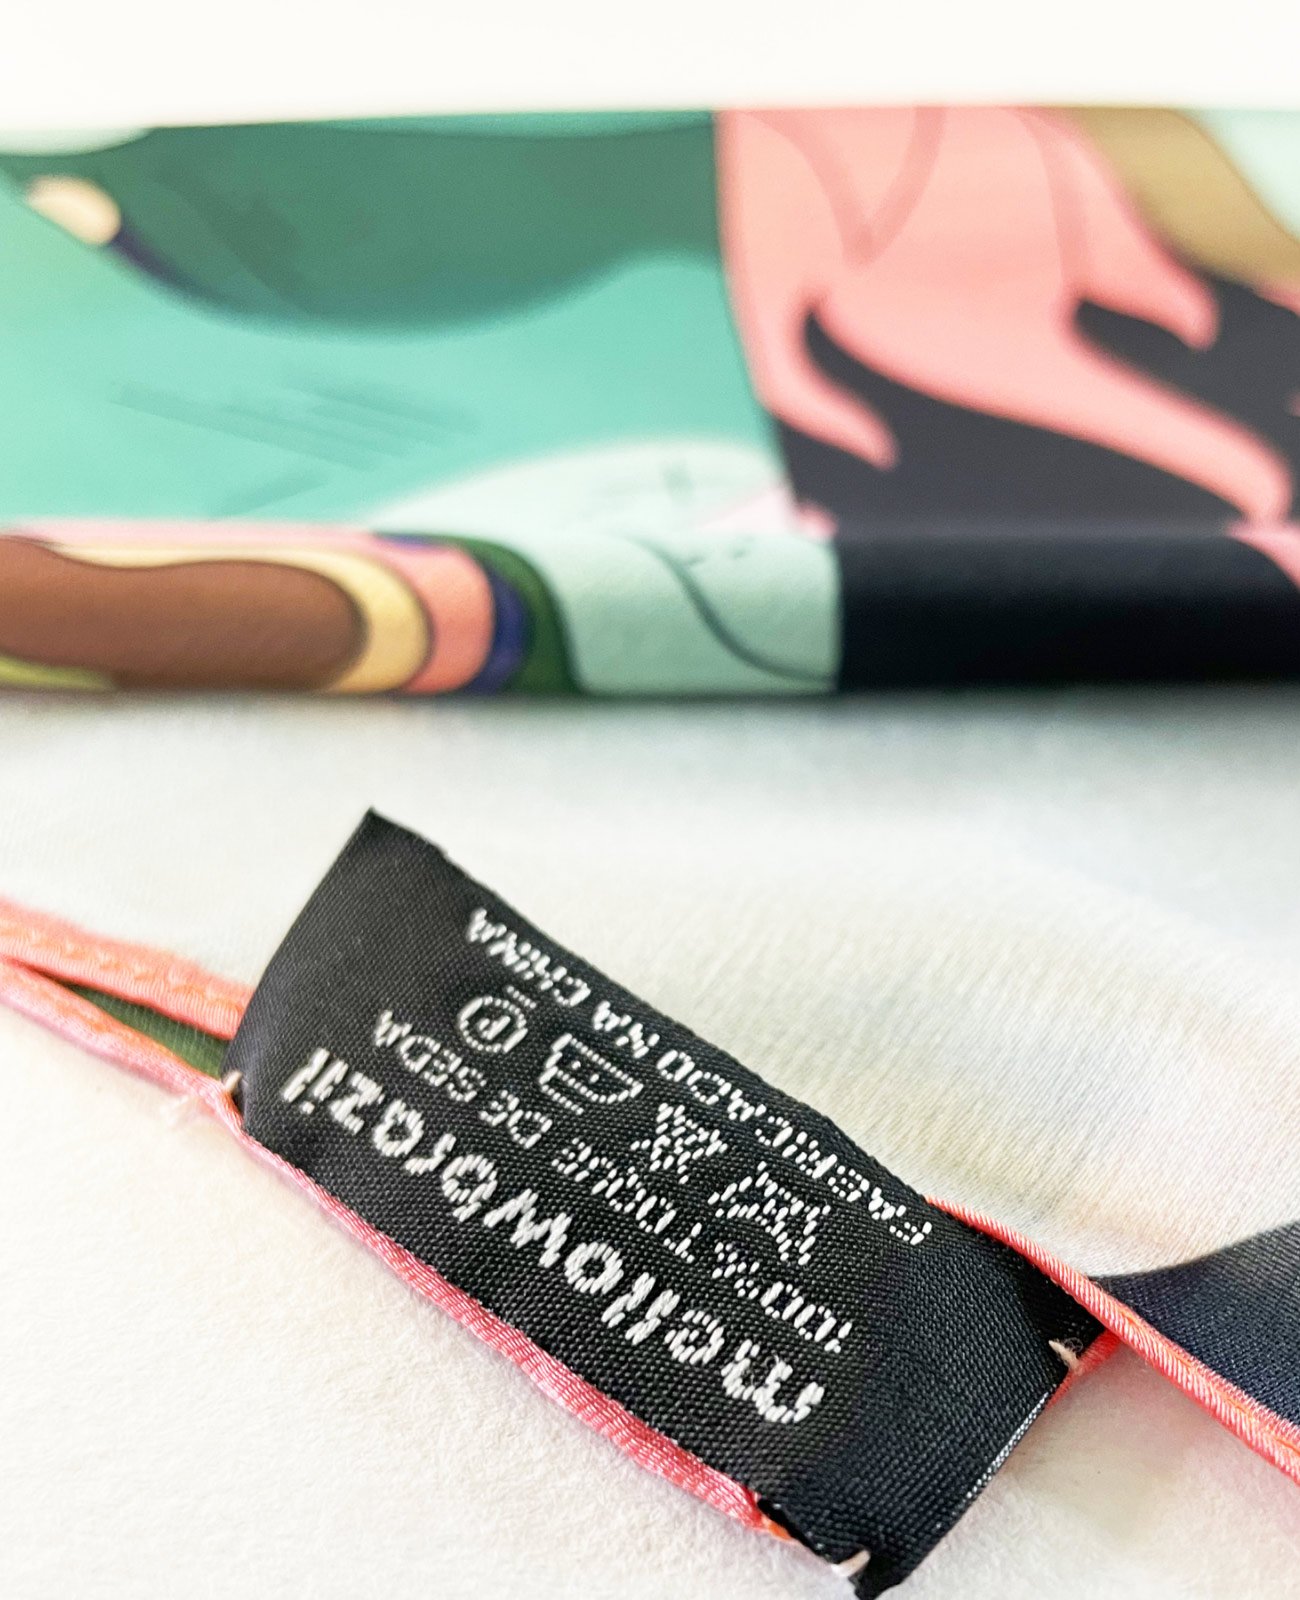 mellowbrazil
100% TOQUE DE SEDA
P
FABRICADO NA CHINA